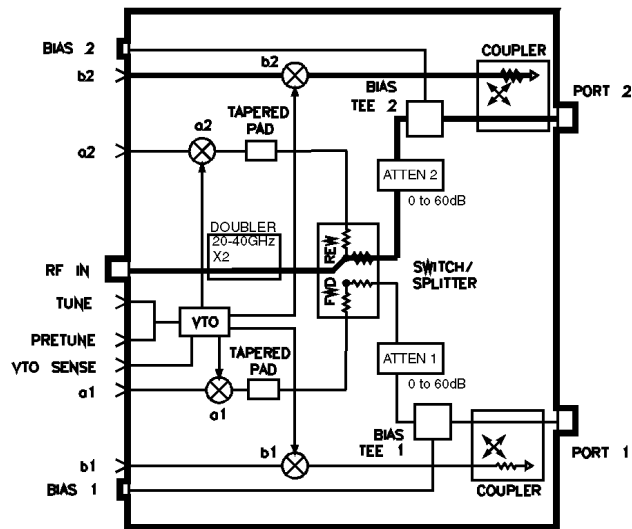 BIAS 2
b2
b2
COUPLER
BIAS
TEE 2
PORT 2
TAPERED
PAD
a2
a2
ATTEN 2
0 to 60dB
DOUBLER
20-40GHz
X2
RF IN
REW
FWD
SWITCH/
SPLITTER
TUNE
VTO
PRETUNE
VTO SENSE
TAPERED
PAD
ATTEN 1
0 to 60dB
a1
a1
BIAS
TEE 1
PORT 1
b1
b1
COUPLER
BIAS 1